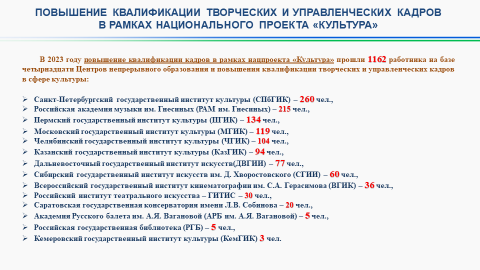 ПОВЫШЕНИЕ КВАЛИФИКАЦИИ ТВОРЧЕСКИХ И УПРАВЛЕНЧЕСКИХ КАДРОВ
В РАМКАХ НАЦИОНАЛЬНОГО ПРОЕКТА «КУЛЬТУРА»
В 2023 году повышение квалификации кадров в рамках нацпроекта «Культура» прошли 1162 работника на базе
четырнадцати Центров непрерывного образования и повышения квалификации творческих и управленческих кадров
в сфере культуры:
➢ Санкт-Петербургский государственный институт культуры (СПбГИК) – 260 чел.,
➢ Российская академия музыки им. Гнесиных (РАМ им. Гнесиных) – 215 чел.,
➢ Пермский государственный институт культуры (ПГИК) – 134 чел.,
➢ Московский государственный институт культуры (МГИК) – 119 чел.,
➢ Челябинский государственный институт культуры (ЧГИК) – 104 чел.,
➢ Казанский государственный институт культуры (КазГИК) – 94 чел.,
➢ Дальневосточный государственный институт искусств(ДВГИИ) – 77 чел.,
➢ Сибирский государственный институт искусств им. Д. Хворостовского (СГИИ) – 60 чел.,
➢ Всероссийский государственный институт кинематографии им. С.А. Герасимова (ВГИК) – 36 чел.,
➢ Российский институт театрального искусства – ГИТИС – 30 чел.,
➢ Саратовская государственная консерватория имени Л.В. Собинова – 20 чел.,
➢ Академия Русского балета им. А.Я. Вагановой (АРБ им. А.Я. Вагановой) – 5 чел.,
➢ Российская государственная библиотека (РГБ) – 5 чел.,
➢ Кемеровский государственный институт культуры (КемГИК) 3 чел.